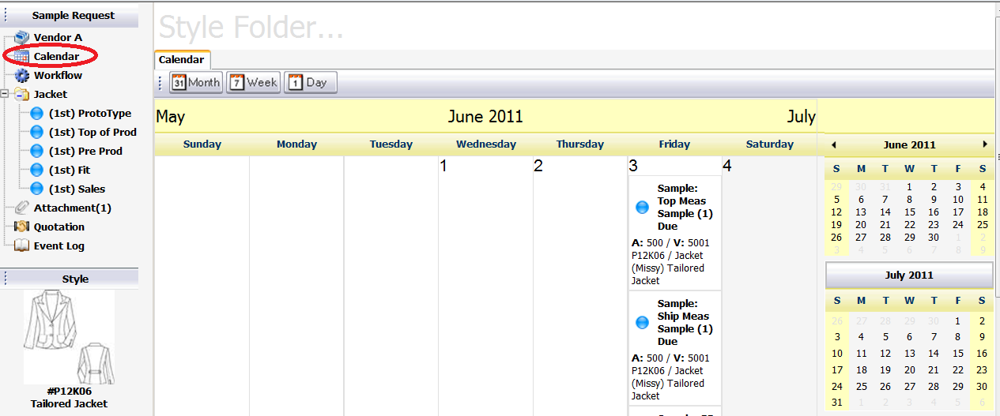 Sample Request
Vendor A
Calendar
Workflow
Jacket
(1st) ProtoType
(1st) Top of Prod
(1st) Pre Prod
(1st) Fit
(1st) Sales
Attachment(1)
Quotation
Event Log
Style
#P12K06
Tailored Jacket
Style Folder...
Calendar
31 Month 7 Week 1 Day
May June 2011 July
Sunday Monday Tuesday Wednesday Thursday Friday Saturday
1 2 3 4
Sample:
Top Meas
Sample (1)
Due
A: 500 / V: 5001
P12K06 / Jacket
(Missy) Tailored
Jacket
Sample:
Ship Meas
Sample (1)
Due
A: 500 / V: 5001
P12K06 / Jacket
(Missy) Tailored
Jacket
June 2011
S M T W T F S
29 30 31 1 2 3 4
5 6 7 8 9 10 11
12 13 14 15 16 17 18
19 20 21 22 23 24 25
26 27 28 29 30 1 2
3 4 5 6 7 8 9
July 2011
S M T W T F S
26 27 28 29 30 1 2
3 4 5 6 7 8 9
10 11 12 13 14 15 16
17 18 19 20 21 22 23
24 25 26 27 28 29 30
31 1 2 3 4 5 6